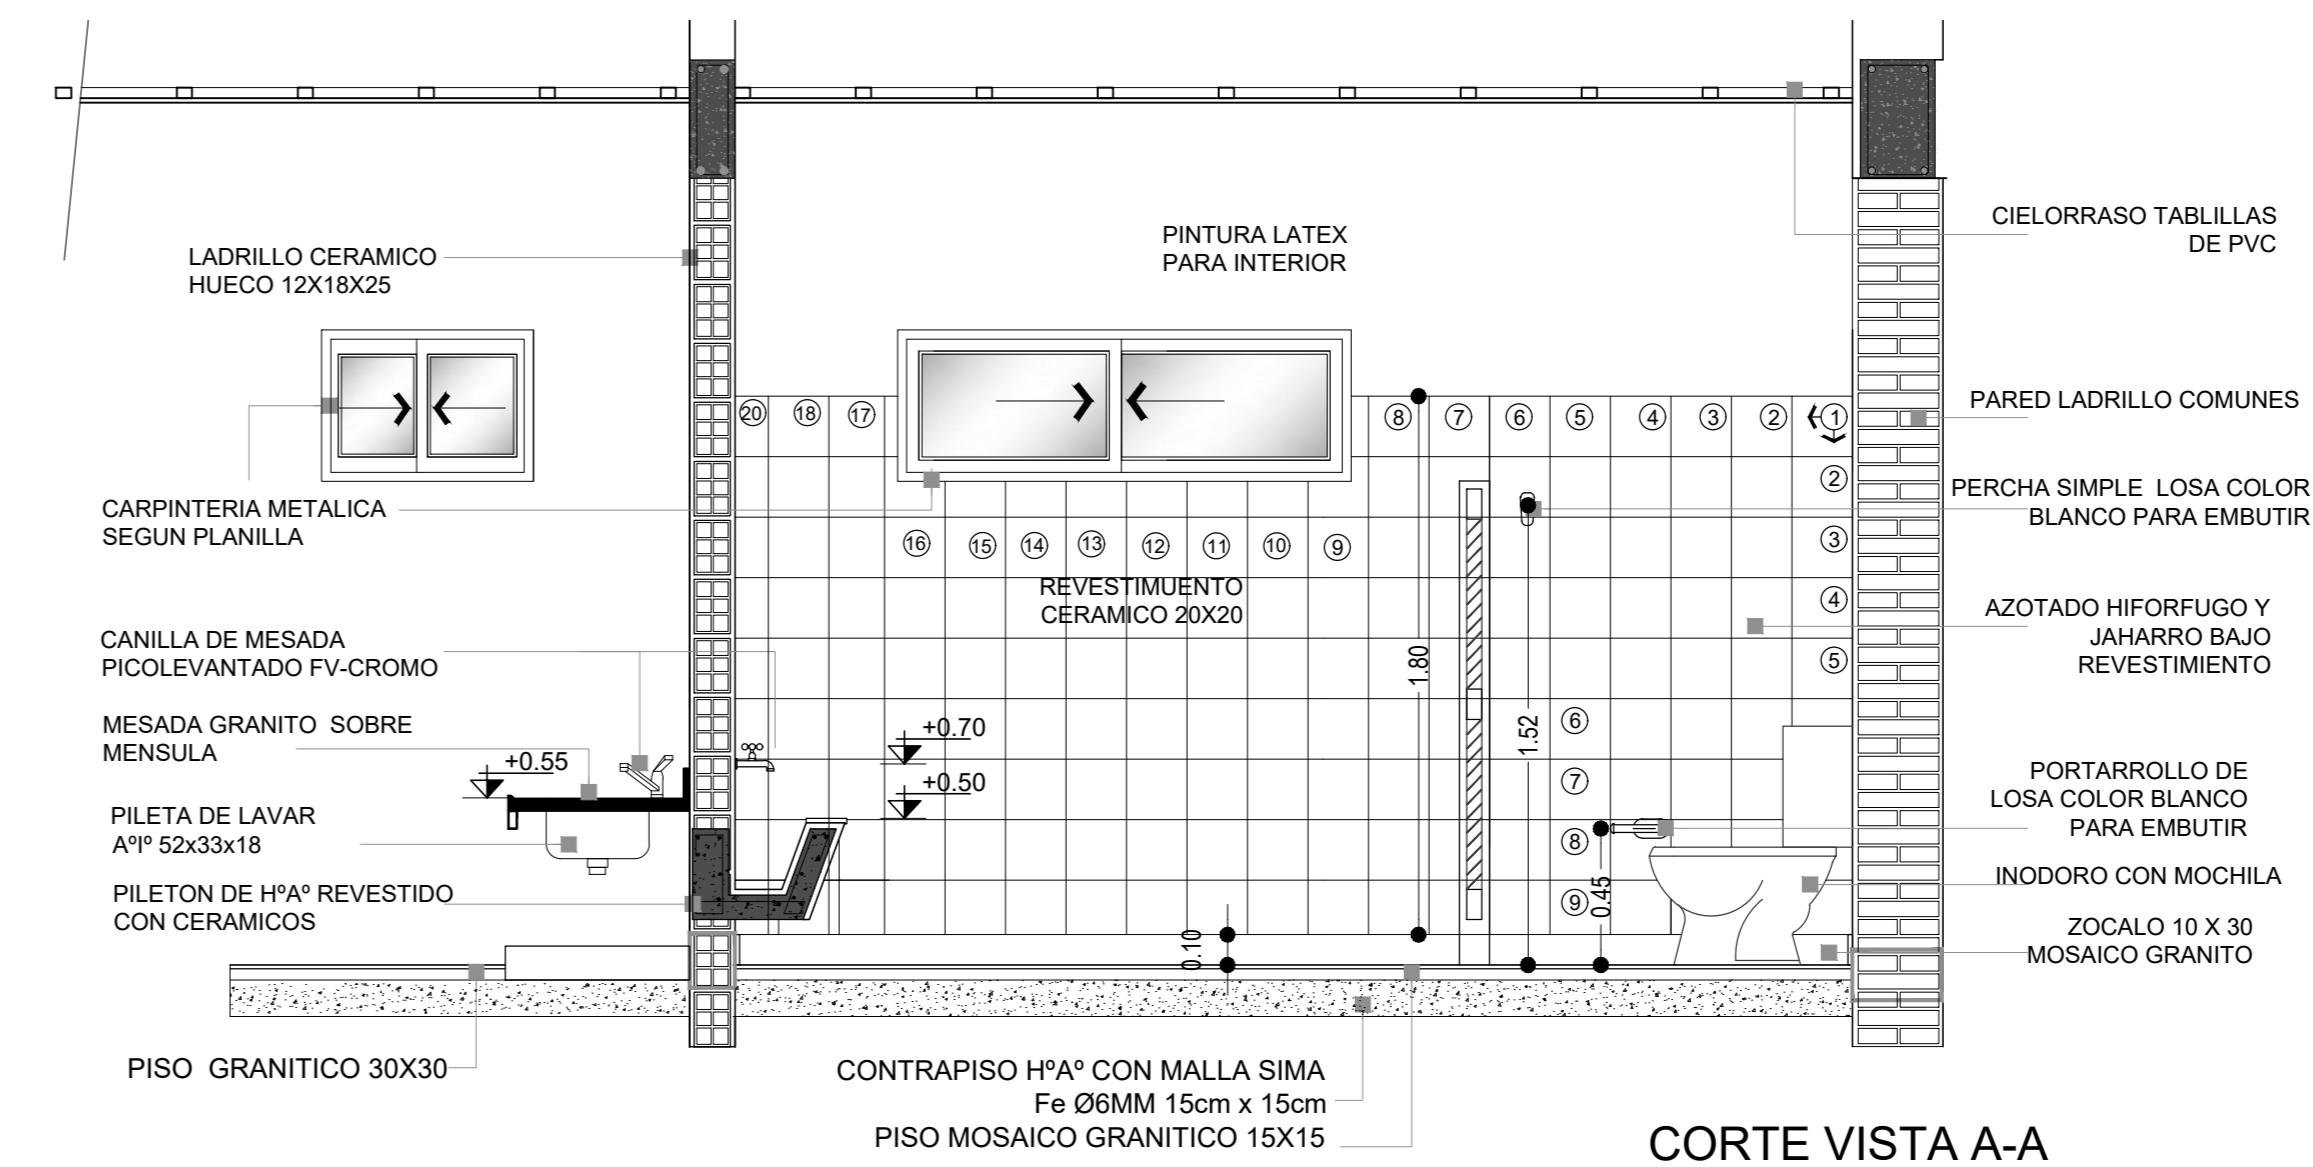 LADRILLO CERAMICO
HUECO 12X18X25
PINTURA LATEX
PARA INTERIOR
CIELORRASO TABLILLAS
DE PVC
PARED LADRILLO COMUNES
20 18 17 8 7 6 5 4 3 2 1
2
CARPINTERIA METALICA
SEGUN PLANILLA
PERCHA SIMPLE LOSA COLOR
BLANCO PARA EMBUTIR
16 15 14 13 12 11 10 9
3
REVESTIMUENTO
CERAMICO 20X20
4
AZOTADO HIFORFUGO Y
JAHARRO BAJO
REVESTIMIENTO
CANILLA DE MESADA
PICOLEVANTADO FV-CROMO
1.80
5
MESADA GRANITO SOBRE
MENSULA
+0.70
1.52
6
+0.55
+0.50
7
PORTARROLLO DE
LOSA COLOR BLANCO
PARA EMBUTIR
PILETA DE LAVAR
AºIº 52x33x18
8
INODORO CON MOCHILA
PILETON DE HºAº REVESTIDO
CON CERAMICOS
9
0.45
0.10
ZOCALO 10 X 30
MOSAICO GRANITO
PISO GRANITICO 30X30
CONTRAPISO HºAº CON MALLA SIMA
Fe Ø6MM 15cm x 15cm
PISO MOSAICO GRANITICO 15X15
CORTE VISTA A-A